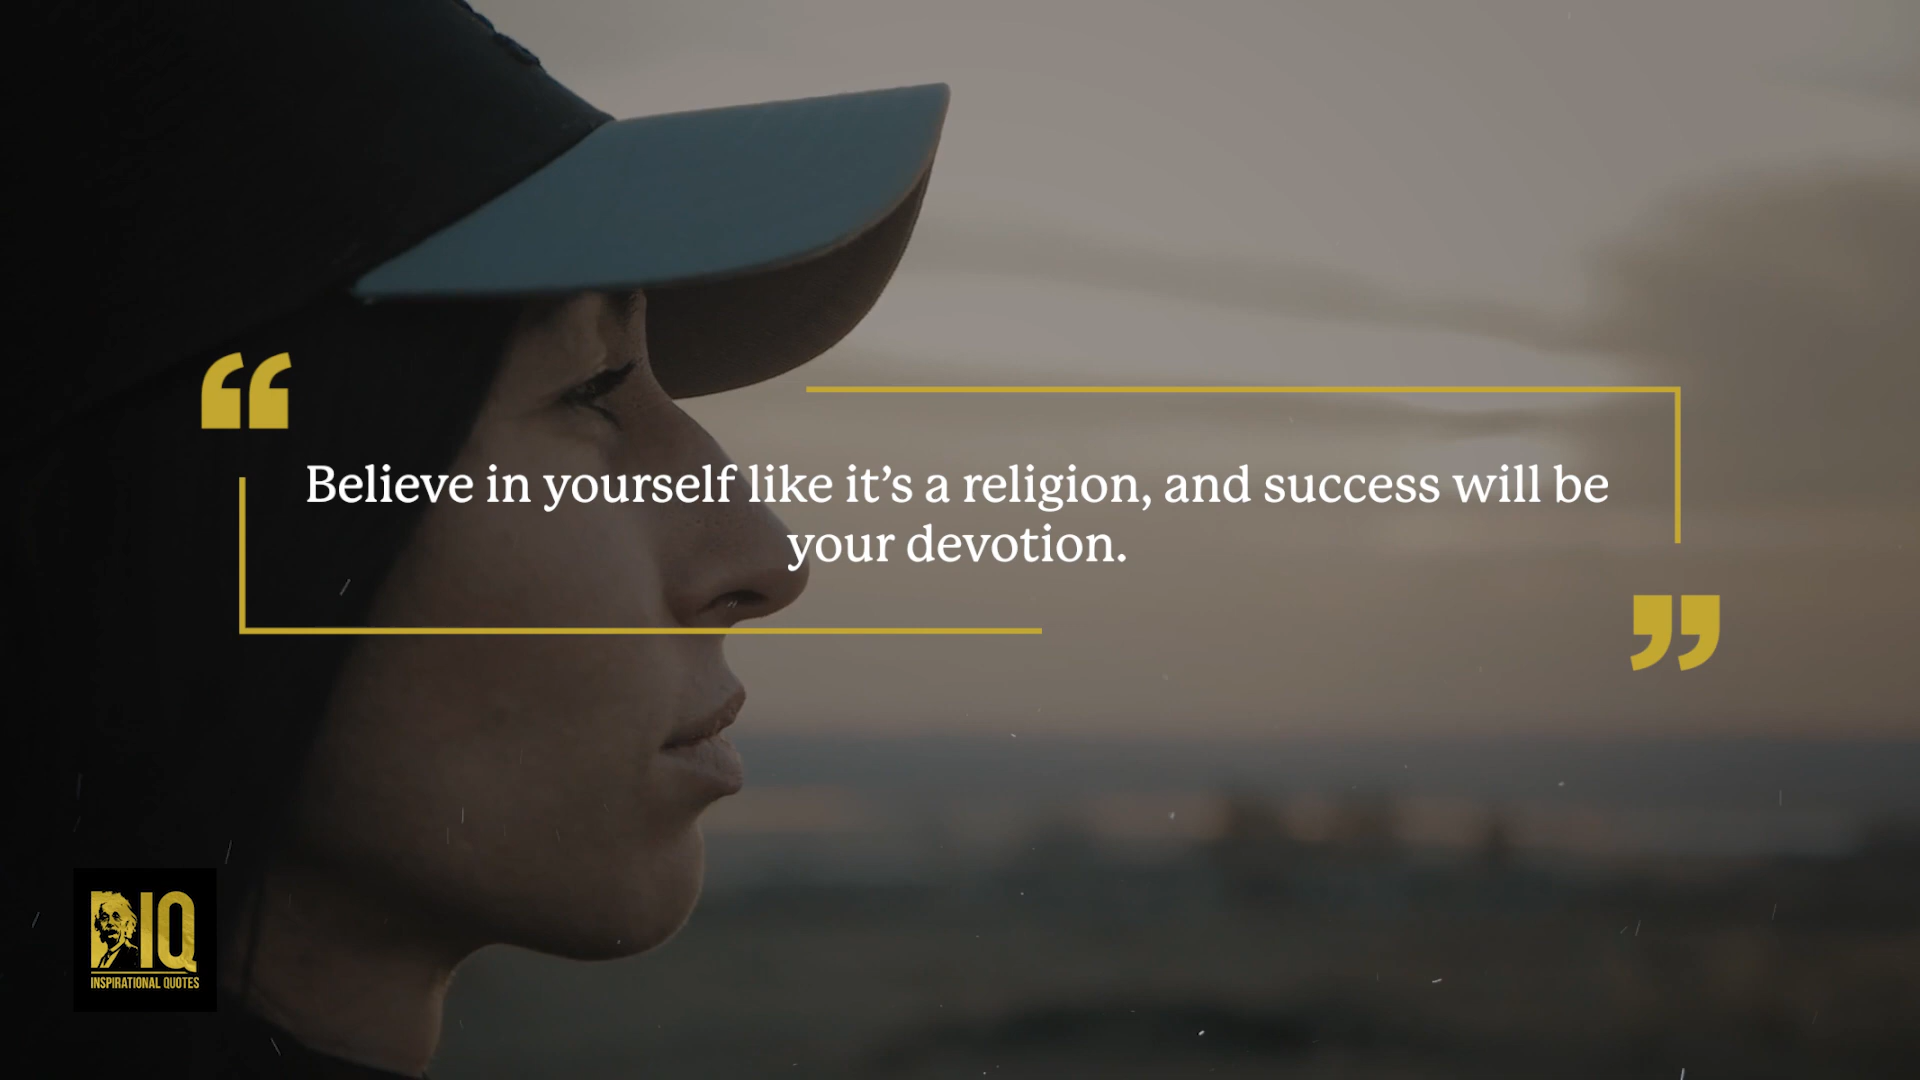 “
Believe in yourself like it’s a religion, and success will be
your devotion.
”
IQ
INSPIRATIONAL QUOTES